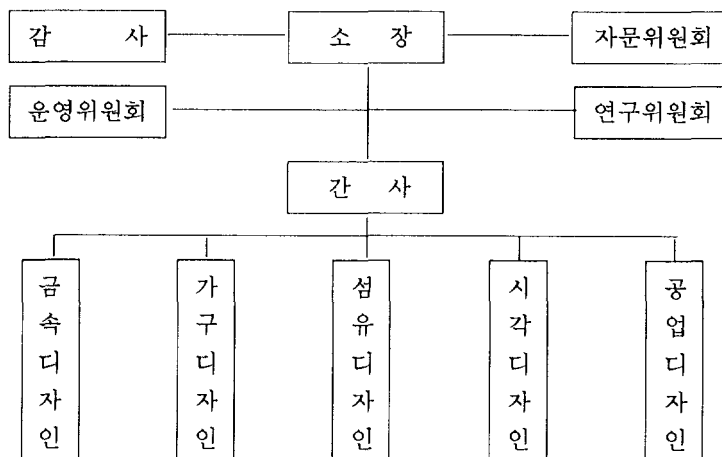 감 사
소 장
자문위원회
운영위원회
연구위원회
간 사
금속디자인
가구디자인
섬유디자인
시각디자인
공업디자인